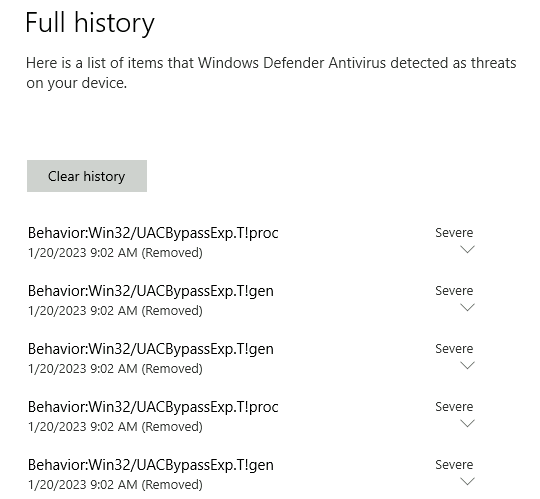 Full history
Here is a list of items that Windows Defender Antivirus detected as threats
on your device.
Clear history
Behavior:Win32/UACBypassExp.T!proc
Severe
1/20/2023 9:02 AM (Removed)
Behavior:Win32/UACBypassExp.T!gen
Severe
1/20/2023 9:02 AM (Removed)
Behavior:Win32/UACBypassExp.T!gen
Severe
1/20/2023 9:02 AM (Removed)
Behavior:Win32/UACBypassExp.T!proc
Severe
1/20/2023 9:02 AM (Removed)
Behavior:Win32/UACBypassExp.T!gen
Severe
1/20/2023 9:02 AM (Removed)